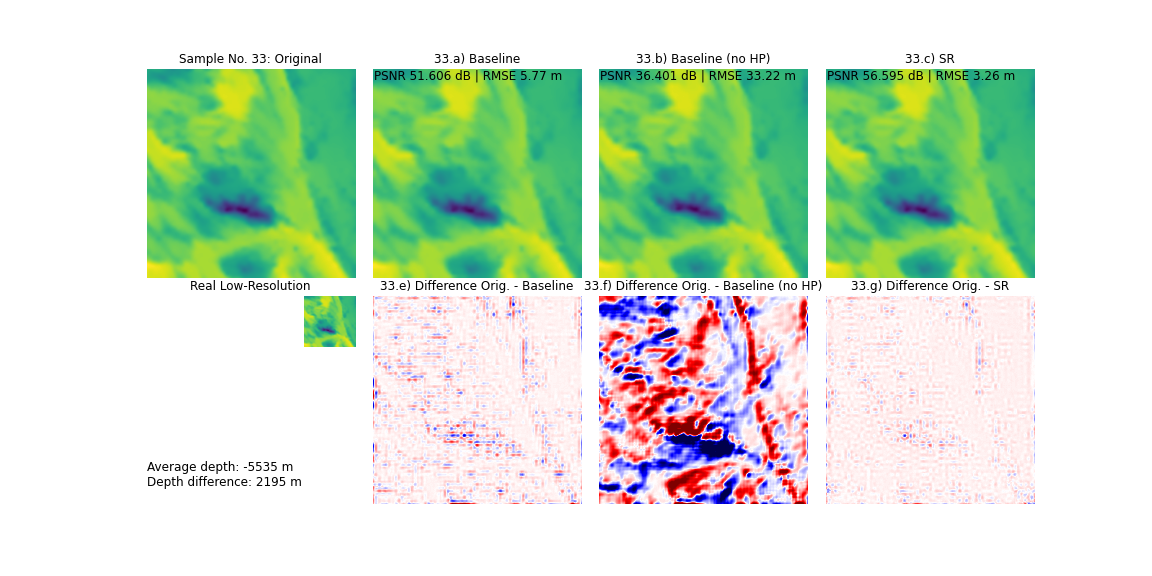 Sample No. 33: Original
33.a) Baseline
33.b) Baseline (no HP)
33.c) SR
PSNR 51.606 dB | RMSE 5.77 m
PSNR 36.401 dB | RMSE 33.22 m
PSNR 56.595 dB | RMSE 3.26 m
Real Low-Resolution
33.e) Difference Orig. - Baseline
33.f) Difference Orig. - Baseline (no HP)
33.g) Difference Orig. - SR
Average depth: -5535 m
Depth difference: 2195 m